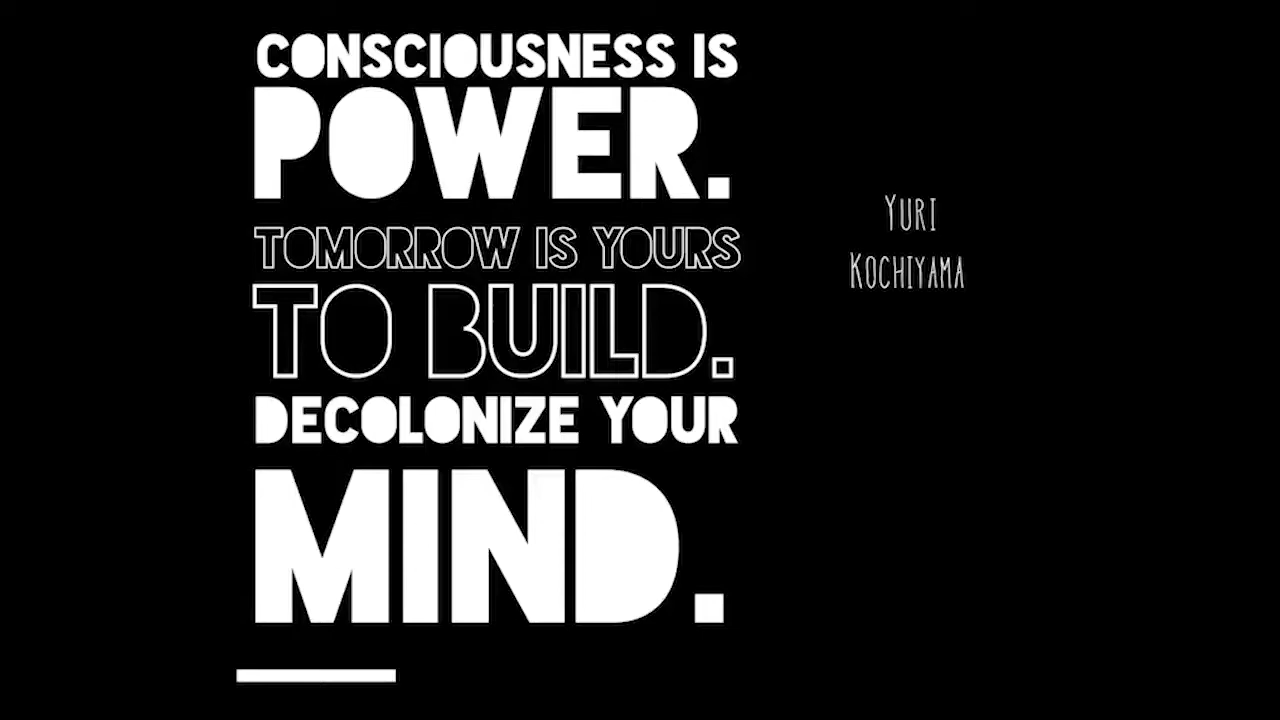 CONSCIOUSNESS IS
POWER.
TOMORROW IS YOURS
TO BUILD.
DECOLONIZE YOUR
MIND.
YURI
KOCHIYAMA